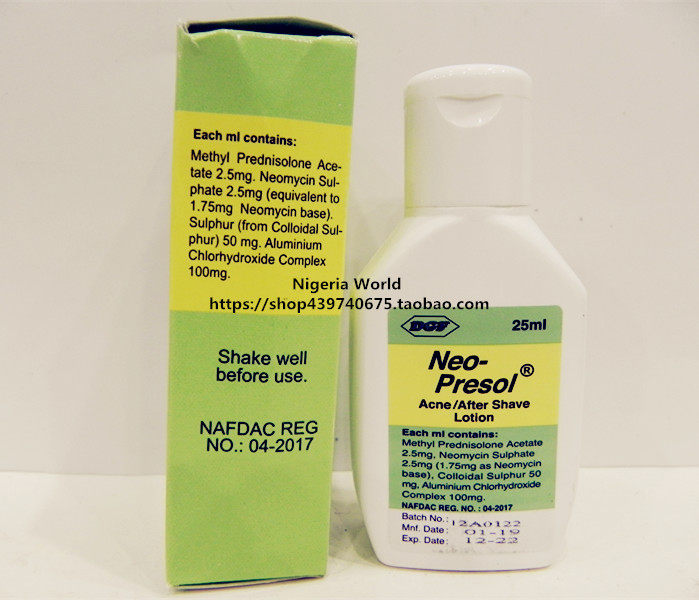 Each ml contains:
Methyl Prednisolone Ace-
tate 2.5mg. Neomycin Sul-
phate 2.5mg (equivalent to
1.75mg Neomycin base).
Sulphur (from Colloidal Sul-
phur) 50 mg. Aluminium
Chlorhydroxide Complex
100mg.
Shake well
before use.
NAFDAC REG
NO.: 04-2017
Nigeria World
https://shop439740675.taobao.com
DGF 25ml
Neo-
Presol®
Acne/After Shave
Lotion
Each ml contains:
Methyl Prednisolone Acetate
2.5mg, Neomycin Sulphate
2.5mg (1.75mg as Neomycin
base), Colloidal Sulphur 50
mg, Aluminium Chlorhydroxide
Complex 100mg.
NAFDAC REG. NO. : 04-2017
Batch No.: 12A0122
Mnf. Date: 01-19
Exp. Date: 12-22